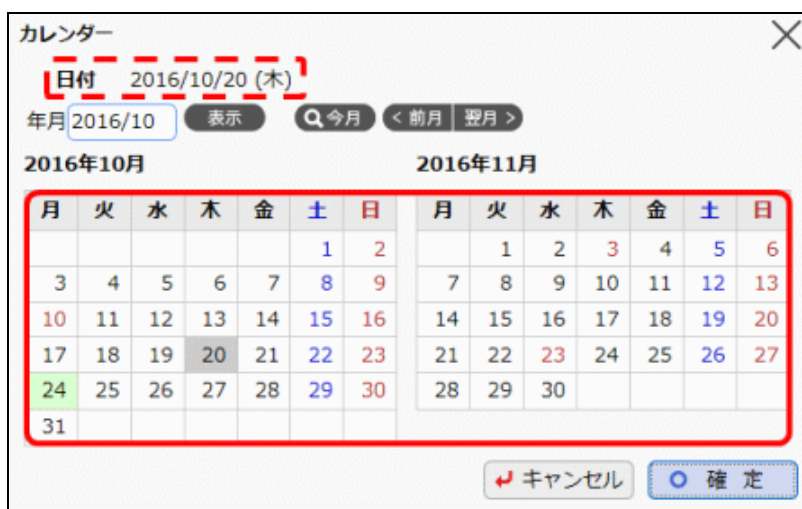 カレンダー
日付 2016/10/20 (木)
年月 2016/10 表示 今月 < 前月 翌月 >
2016年10月 2016年11月
月 火 水 木 金 土 日 月 火 水 木 金 土 日
1 2 1 2 3 4 5 6
3 4 5 6 7 8 9 7 8 9 10 11 12 13
10 11 12 13 14 15 16 14 15 16 17 18 19 20
17 18 19 20 21 22 23 21 22 23 24 25 26 27
24 25 26 27 28 29 30 28 29 30
31
キャンセル 確 定